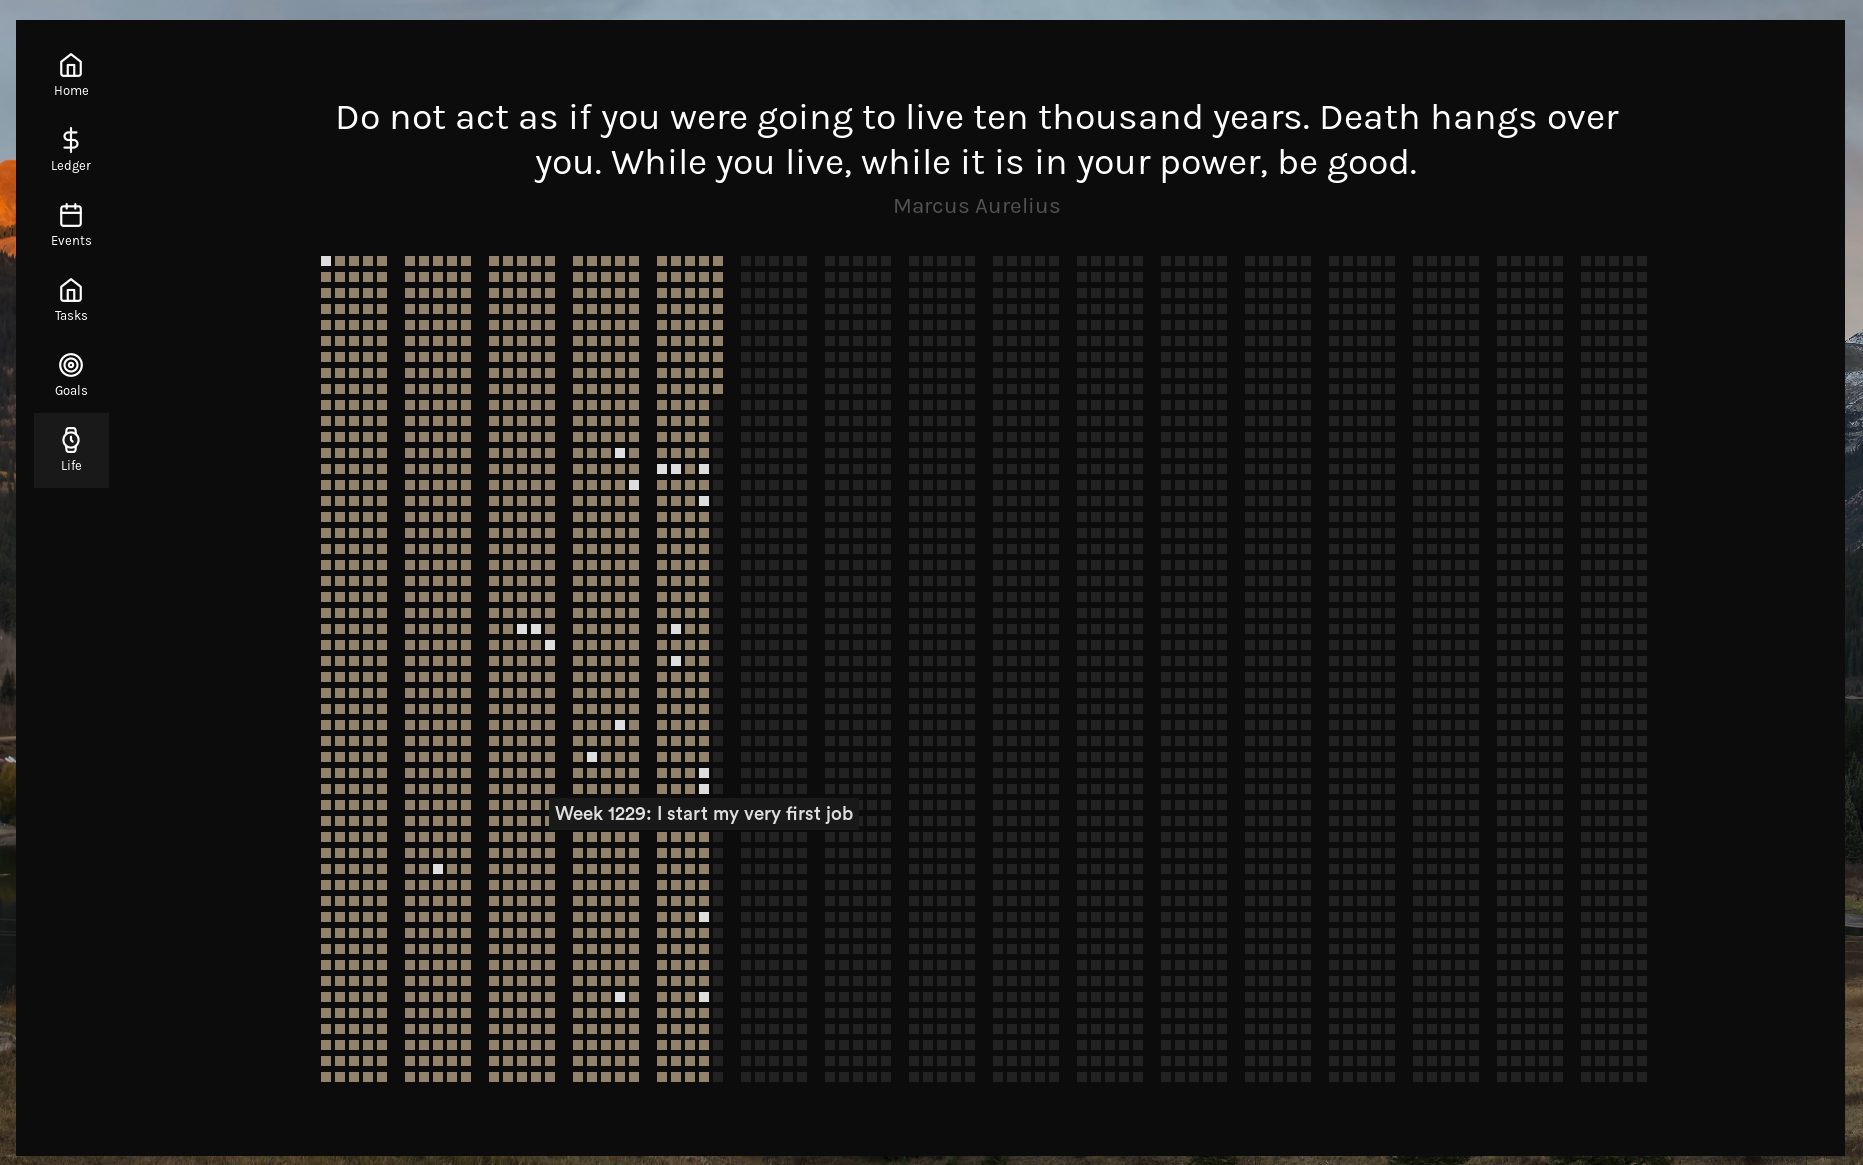 Home
Ledger
Events
Tasks
Goals
Life
Do not act as if you were going to live ten thousand years. Death hangs over
you. While you live, while it is in your power, be good.
Marcus Aurelius
Week 1229: I start my very first job